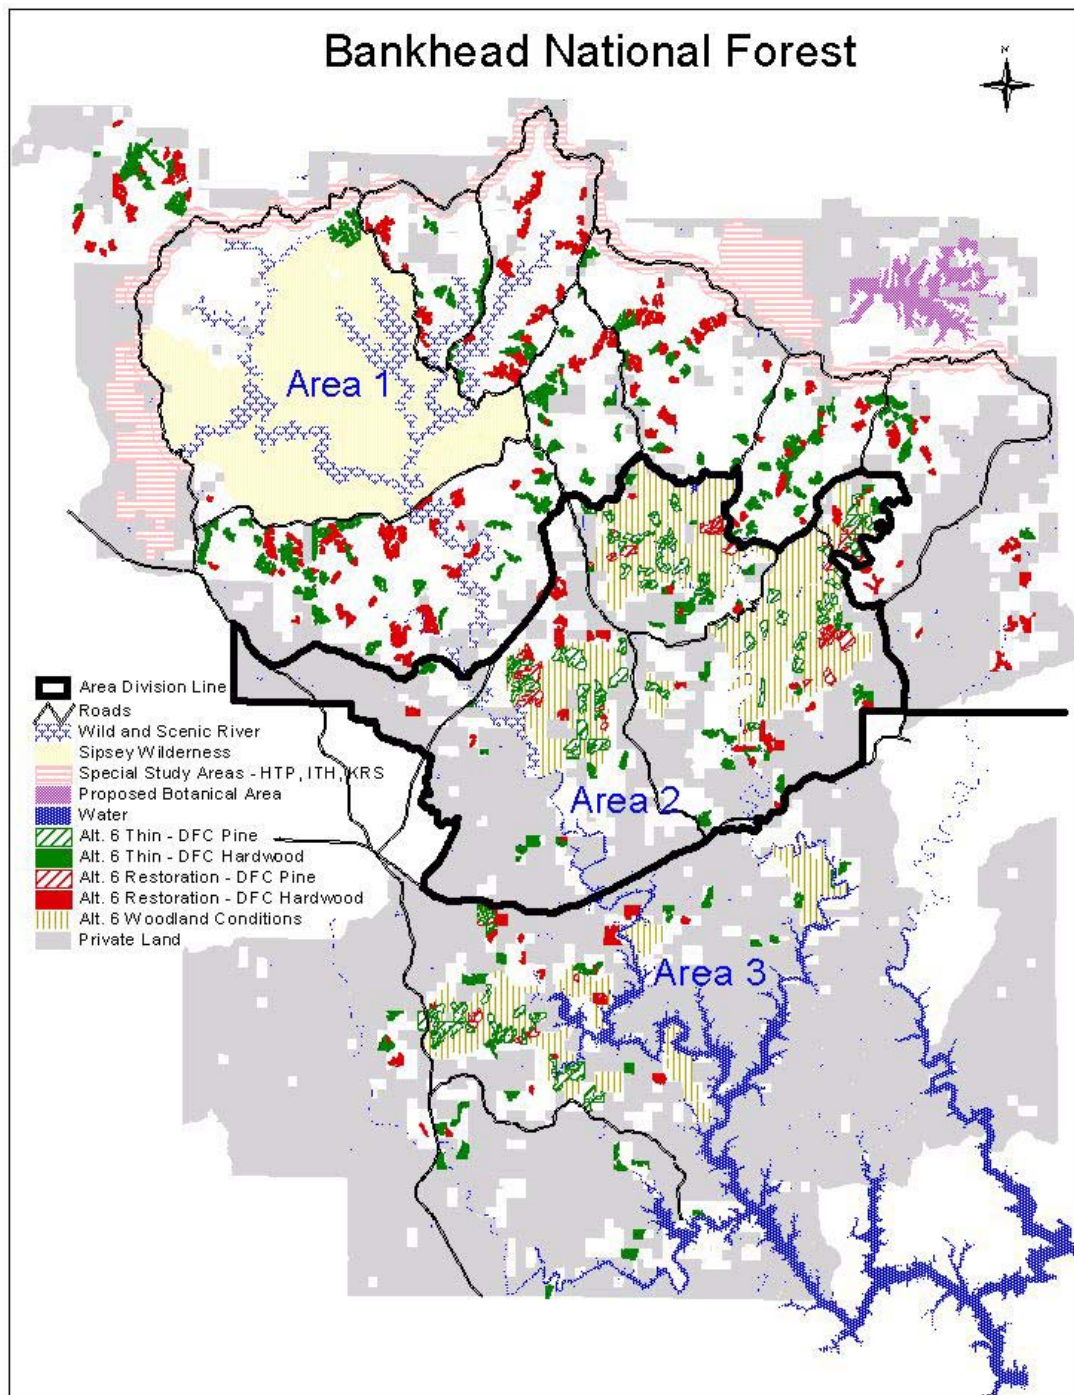 Bankhead National Forest
N
Area 1
Area Division Line
Roads
Wild and Scenic River
Sipsey Wilderness
Special Study Areas - HTP, ITH, KRS
Proposed Botanical Area
Water
Alt. 6 Thin - DFC Pine
Alt. 6 Thin - DFC Hardwood
Alt. 6 Restoration - DFC Pine
Alt. 6 Restoration - DFC Hardwood
Alt. 6 Woodland Conditions
Private Land
Area 2
Area 3